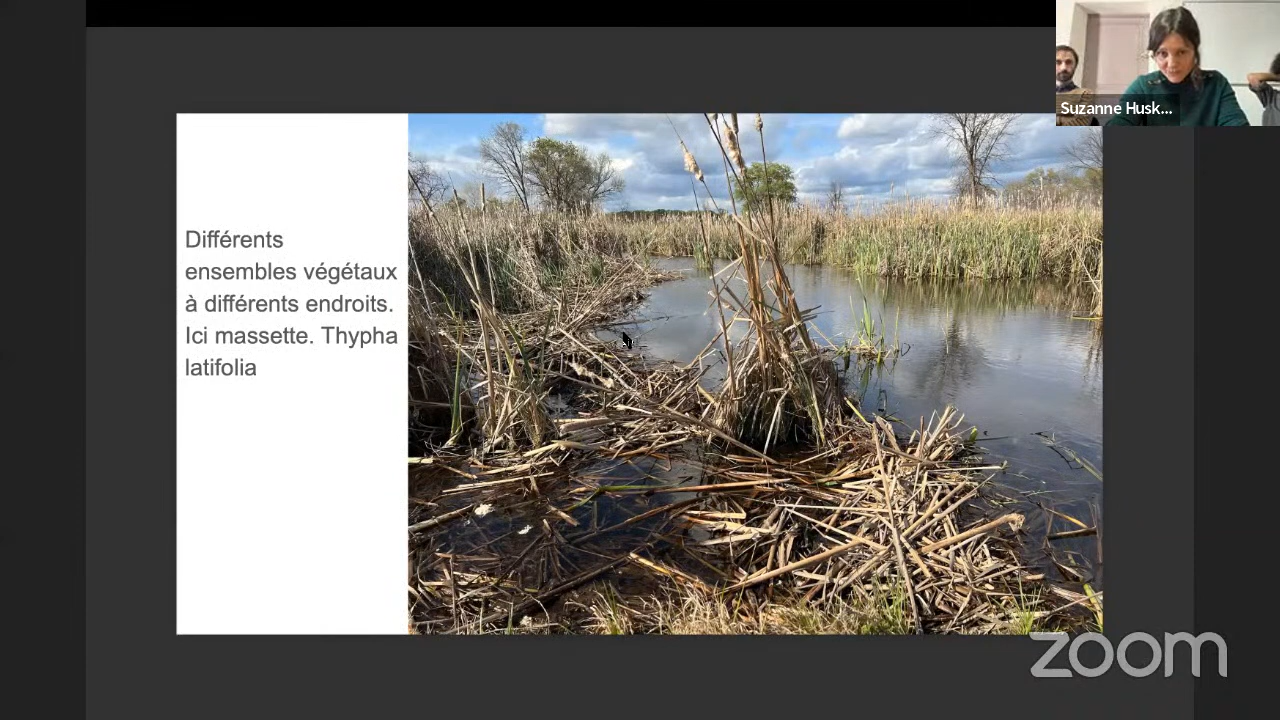 Suzanne Husk...
Différents
ensembles végétaux
à différents endroits.
Ici massette. Thypha
latifolia
zoom